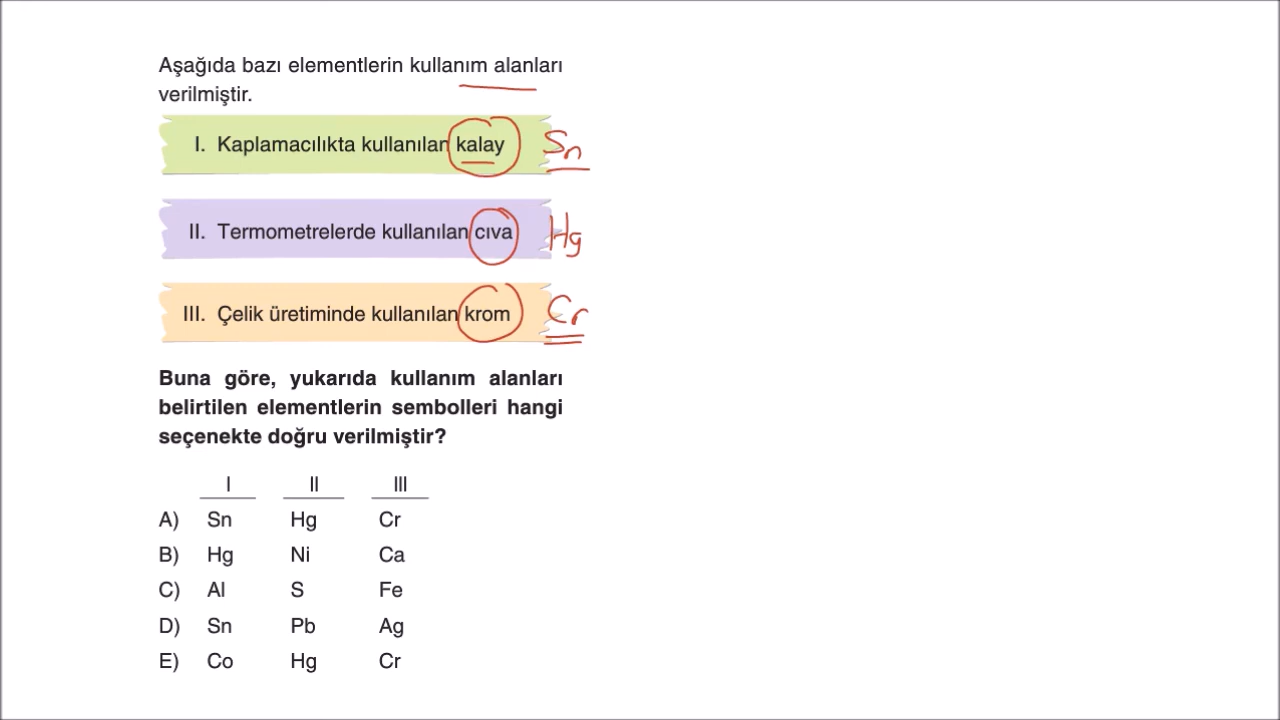 Aşağıda bazı elementlerin kullanım alanları
verilmiştir.
I. Kaplamacılıkta kullanılan kalay Sn
II. Termometrelerde kullanılan cıva Hg
III. Çelik üretiminde kullanılan krom Cr
Buna göre, yukarıda kullanım alanları
belirtilen elementlerin sembolleri hangi
seçenekte doğru verilmiştir?
I II III
A) Sn Hg Cr
B) Hg Ni Ca
C) Al S Fe
D) Sn Pb Ag
E) Co Hg Cr